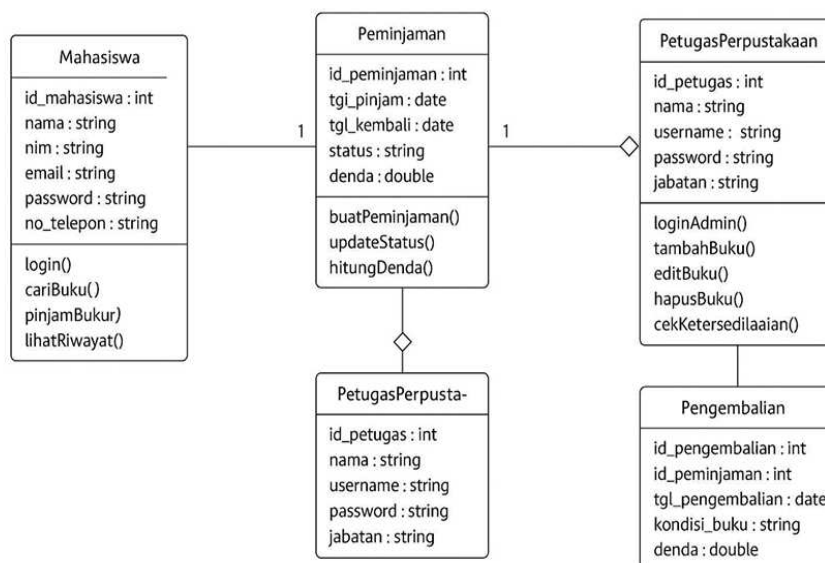 Mahasiswa
id_mahasiswa : int
nama : string
nim : string
email : string
password : string
no_telepon : string
login()
cariBuku()
pinjamBukur)
lihatRiwayat()
1
Peminjaman
id_peminjaman : int
tgi_pinjam : date
tgl_kembali : date
status : string
denda : double
buatPeminjaman()
updateStatus()
hitungDenda()
1
PetugasPerpustakaan
id_petugas : int
nama : string
username : string
password : string
jabatan : string
loginAdmin()
tambahBuku()
editBuku()
hapusBuku()
cekKetersedilaaian()
PetugasPerpusta-
id_petugas : int
nama : string
username : string
password : string
jabatan : string
Pengembalian
id_pengembalian : int
id_peminjaman : int
tgl_pengembalian : date
kondisi_buku : string
denda : double